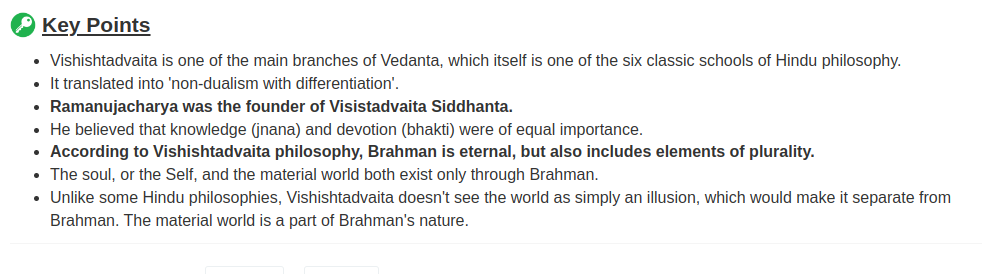 Key Points
Vishishtadvaita is one of the main branches of Vedanta, which itself is one of the six classic schools of Hindu philosophy.
It translated into 'non-dualism with differentiation'.
Ramanujacharya was the founder of Visistadvaita Siddhanta.
He believed that knowledge (jnana) and devotion (bhakti) were of equal importance.
According to Vishishtadvaita philosophy, Brahman is eternal, but also includes elements of plurality.
The soul, or the Self, and the material world both exist only through Brahman.
Unlike some Hindu philosophies, Vishishtadvaita doesn't see the world as simply an illusion, which would make it separate from
Brahman. The material world is a part of Brahman's nature.